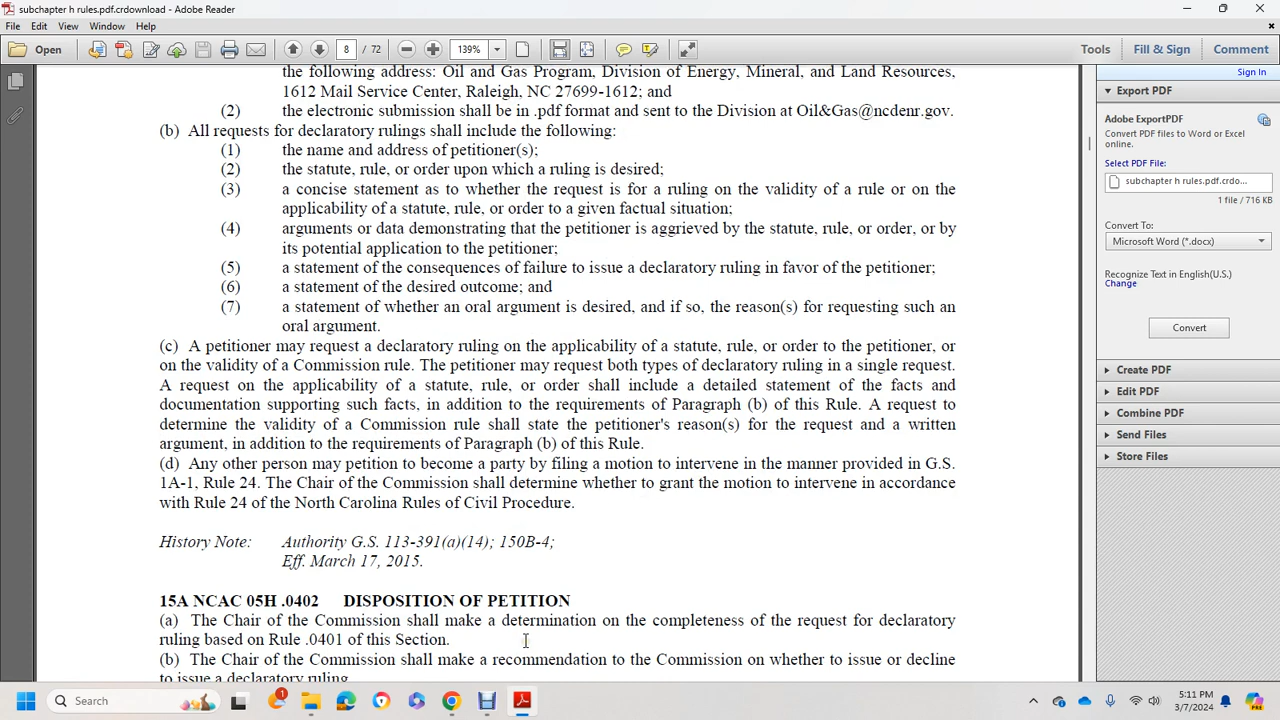 subchapter h rules.pdf.crdownload - Adobe Reader
File Edit View Window Help
Open 8 / 72 139% Tools Fill & Sign Comment
the following address: Oil and Gas Program, Division of Energy, Mineral, and Land Resources,
1612 Mail Service Center, Raleigh, NC 27699-1612; and
(2) the electronic submission shall be in .pdf format and sent to the Division at Oil&Gas@ncdenr.gov.
(b) All requests for declaratory rulings shall include the following:
(1) the name and address of petitioner(s);
(2) the statute, rule, or order upon which a ruling is desired;
(3) a concise statement as to whether the request is for a ruling on the validity of a rule or on the
applicability of a statute, rule, or order to a given factual situation;
(4) arguments or data demonstrating that the petitioner is aggrieved by the statute, rule, or order, or by
its potential application to the petitioner;
(5) a statement of the consequences of failure to issue a declaratory ruling in favor of the petitioner;
(6) a statement of the desired outcome; and
(7) a statement of whether an oral argument is desired, and if so, the reason(s) for requesting such an
oral argument.
(c) A petitioner may request a declaratory ruling on the applicability of a statute, rule, or order to the petitioner, or
on the validity of a Commission rule. The petitioner may request both types of declaratory ruling in a single request.
A request on the applicability of a statute, rule, or order shall include a detailed statement of the facts and
documentation supporting such facts, in addition to the requirements of Paragraph (b) of this Rule. A request to
determine the validity of a Commission rule shall state the petitioner's reason(s) for the request and a written
argument, in addition to the requirements of Paragraph (b) of this Rule.
(d) Any other person may petition to become a party by filing a motion to intervene in the manner provided in G.S.
1A-1, Rule 24. The Chair of the Commission shall determine whether to grant the motion to intervene in accordance
with Rule 24 of the North Carolina Rules of Civil Procedure.
History Note: Authority G.S. 113-391(a)(14); 150B-4;
Eff. March 17, 2015.
15A NCAC 05H .0402 DISPOSITION OF PETITION
(a) The Chair of the Commission shall make a determination on the completeness of the request for declaratory
ruling based on Rule .0401 of this Section.
(b) The Chair of the Commission shall make a recommendation to the Commission on whether to issue or decline
to issue a declaratory ruling.
Sign In
Export PDF
Adobe ExportPDF
Convert PDF files to Word or Excel
online.
Select PDF File:
subchapter h rules.pdf.crdo...
1 file / 716 KB
Convert To:
Microsoft Word (*.docx)
Recognize Text in English(U.S.)
Change
Convert
Create PDF
Edit PDF
Combine PDF
Send Files
Store Files
Search
1
5:11 PM
3/7/2024
PRE